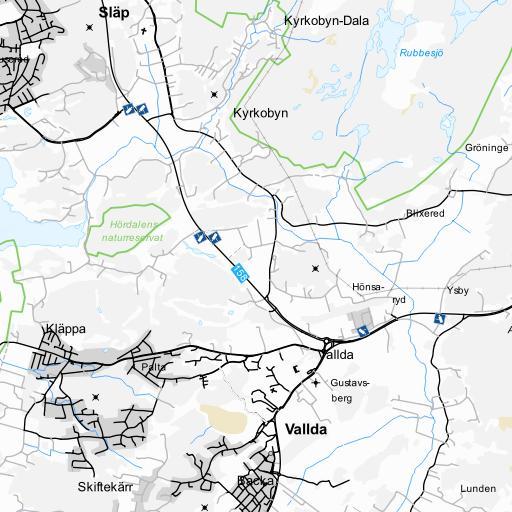 Släp
Kyrkobyn-Dala
Rubbesjö
Kyrkobyn
Gröninge
Blixered
Hördalens
naturreservat
158
Hönsa-
ryd
Ysby
Kläppa
Vallda
Palta
Gustavs-
berg
Vallda
Backa
Skiftekärr
Lunden